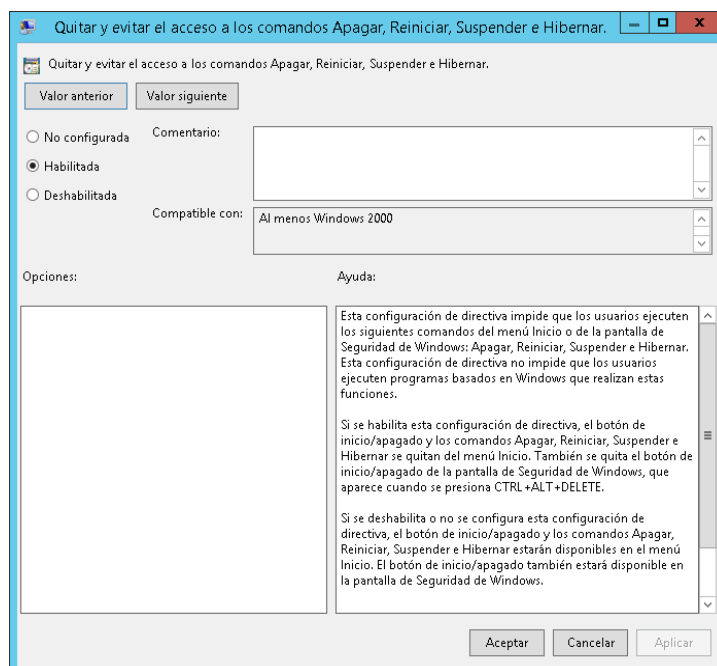 Quitar y evitar el acceso a los comandos Apagar, Reiniciar, Suspender e Hibernar.
Quitar y evitar el acceso a los comandos Apagar, Reiniciar, Suspender e Hibernar.
Valor anterior
Valor siguiente
No configurada
Comentario:
Habilitada
Deshabilitada
Compatible con:
Al menos Windows 2000
Opciones:
Ayuda:
Esta configuración de directiva impide que los usuarios ejecuten
los siguientes comandos del menú Inicio o de la pantalla de
Seguridad de Windows: Apagar, Reiniciar, Suspender e Hibernar.
Esta configuración de directiva no impide que los usuarios
ejecuten programas basados en Windows que realizan estas
funciones.
Si se habilita esta configuración de directiva, el botón de
inicio/apagado y los comandos Apagar, Reiniciar, Suspender e
Hibernar se quitan del menú Inicio. También se quita el botón de
inicio/apagado de la pantalla de Seguridad de Windows, que
aparece cuando se presiona CTRL+ALT+DELETE.
Si se deshabilita o no se configura esta configuración de
directiva, el botón de inicio/apagado y los comandos Apagar,
Reiniciar, Suspender e Hibernar estarán disponibles en el menú
Inicio. El botón de inicio/apagado también estará disponible en
la pantalla de Seguridad de Windows.
Aceptar
Cancelar
Aplicar